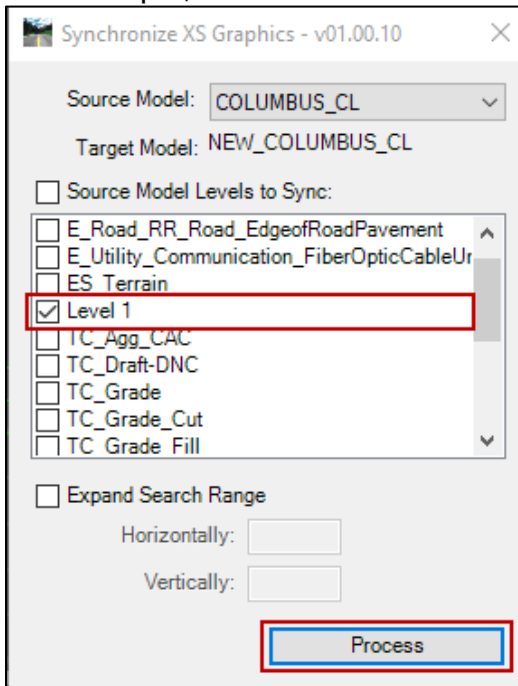 Synchronize XS Graphics - v01.00.10
Source Model: COLUMBUS_CL
Target Model: NEW_COLUMBUS_CL
Source Model Levels to Sync:
E_Road_RR_Road_EdgeofRoadPavement
E_Utility_Communication_FiberOpticCableUr
ES_Terrain
Level 1
TC_Agg_CAC
TC_Draft-DNC
TC_Grade
TC_Grade_Cut
TC_Grade_Fill
Expand Search Range
Horizontally:
Vertically:
Process